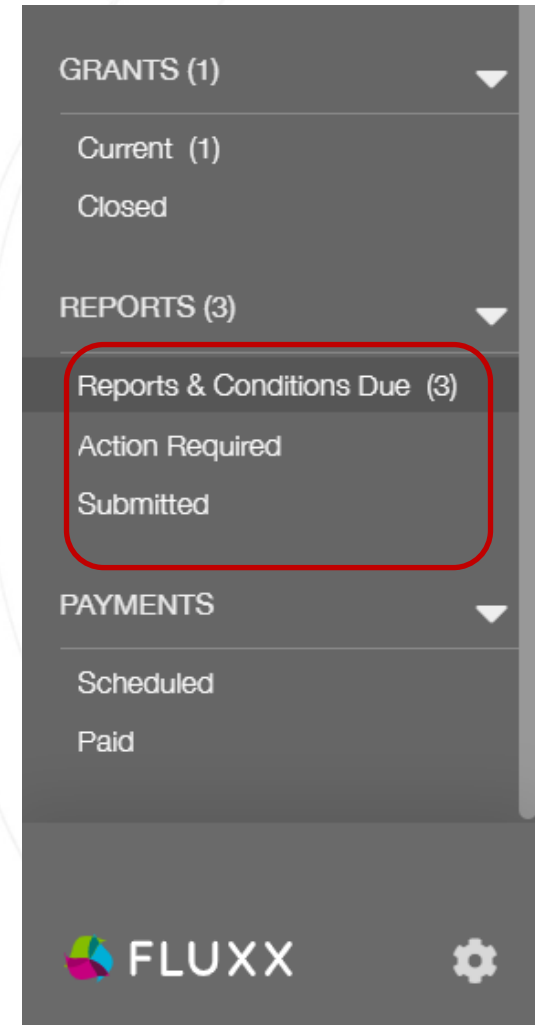 GRANTS (1)
Current (1)
Closed
REPORTS (3)
Reports & Conditions Due (3)
Action Required
Submitted
PAYMENTS
Scheduled
Paid
FLUXX